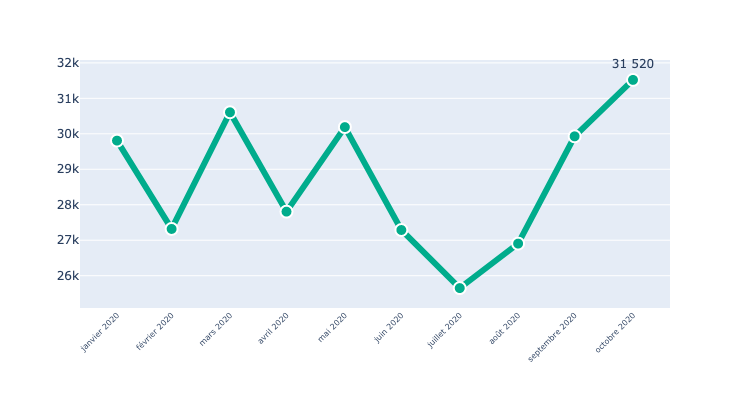 32k
31k
30k
29k
28k
27k
26k
31 520
janvier 2020
février 2020
mars 2020
avril 2020
mai 2020
juin 2020
juillet 2020
août 2020
septembre 2020
octobre 2020